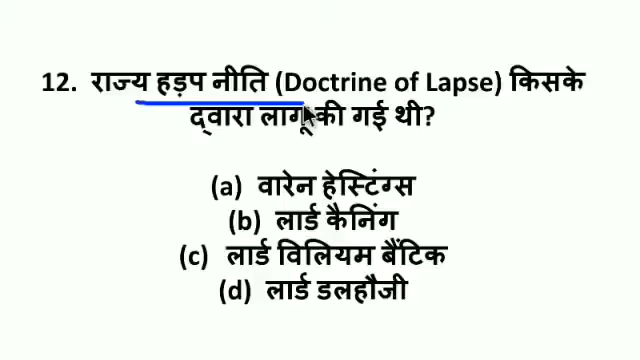 12. राज्य हड़प नीति (Doctrine of Lapse) किसके
द्वारा लागू की गई थी?
(a) वारेन हेस्टिंग्स
(b) लार्ड कैनिंग
(c) लार्ड विलियम बैंटिक
(d) लार्ड डलहौजी